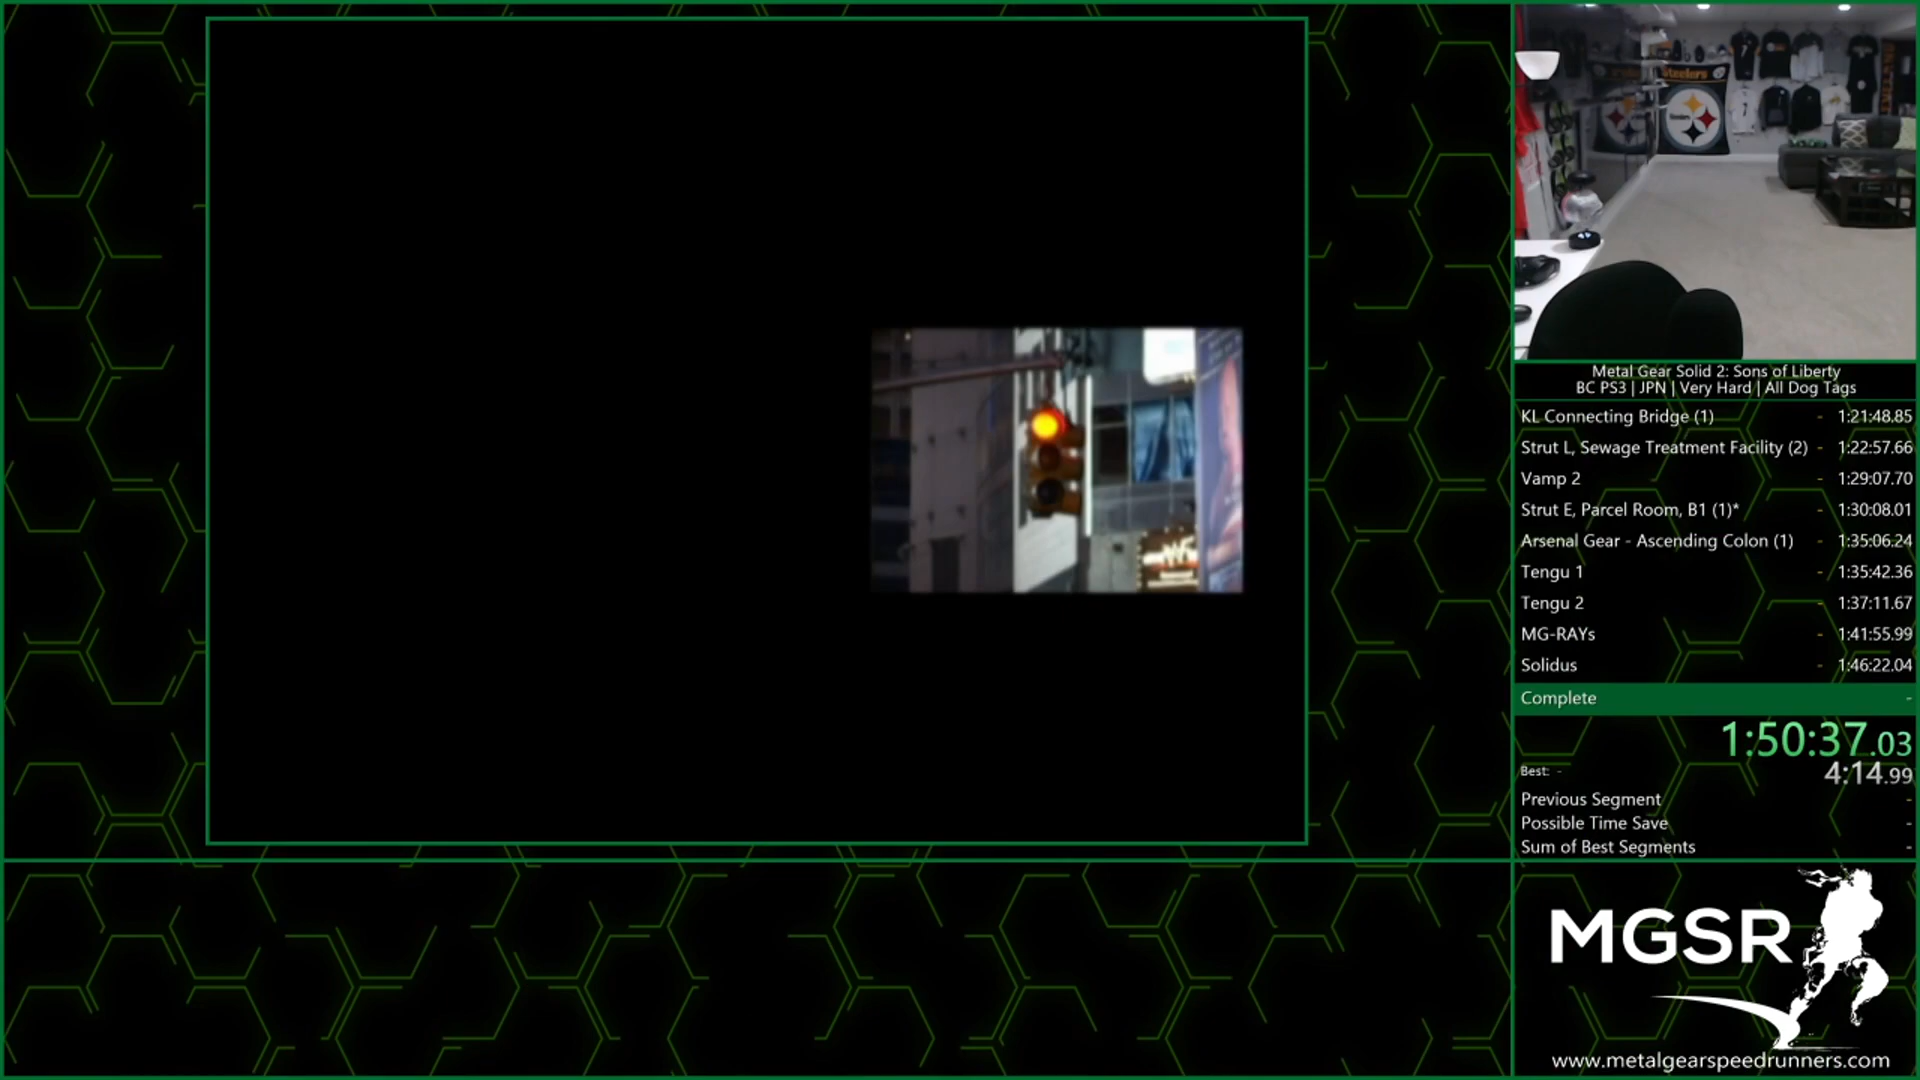 Steelers
Metal Gear Solid 2: Sons of Liberty
BC PS3 | JPN | Very Hard | All Dog Tags
KL Connecting Bridge (1) - 1:21:48.85
Strut L, Sewage Treatment Facility (2) - 1:22:57.66
Vamp 2 - 1:29:07.70
Strut E, Parcel Room, B1 (1)* - 1:30:08.01
Arsenal Gear - Ascending Colon (1) - 1:35:06.24
Tengu 1 - 1:35:42.36
Tengu 2 - 1:37:11.67
MG-RAYs - 1:41:55.99
Solidus - 1:46:22.04
Complete -
1:50:37.03
Best: - 4:14.99
Previous Segment -
Possible Time Save -
Sum of Best Segments -
MGSR
www.metalgearspeedrunners.com